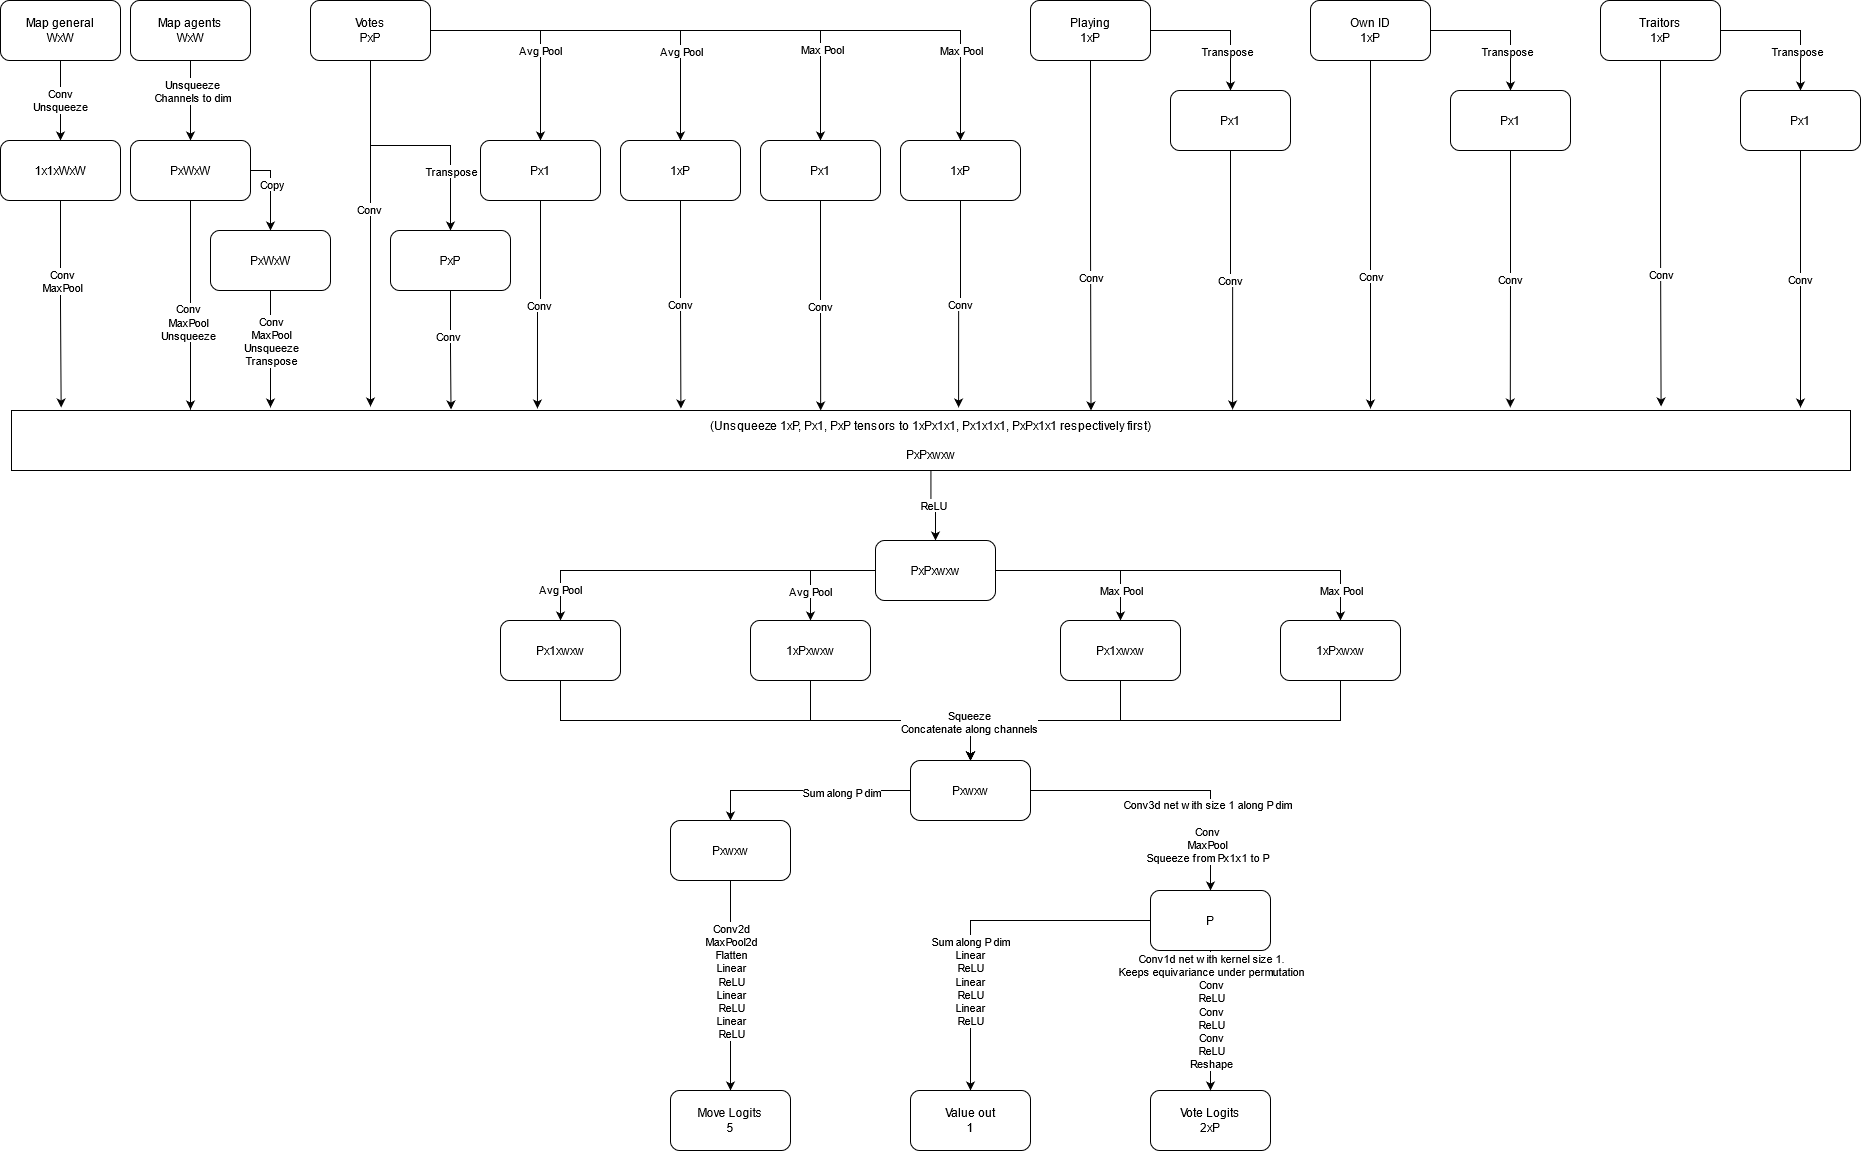 Map general
WxW
Map agents
WxW
Votes
PxP
Playing
1xP
Own ID
1xP
Traitors
1xP
Avg Pool
Avg Pool
Max Pool
Max Pool
Transpose
Transpose
Transpose
Conv
Unsqueeze
Unsqueeze
Channels to dim
Px1
Px1
Px1
1x1xWxW
PxWxW
Copy
Transpose
Px1
1xP
Px1
1xP
Conv
PxWxW
PxP
Conv
MaxPool
Conv
MaxPool
Unsqueeze
Conv
MaxPool
Unsqueeze
Transpose
Conv
Conv
Conv
Conv
Conv
Conv
Conv
Conv
Conv
Conv
Conv
(Unsqueeze 1xP, Px1, PxP tensors to 1xPx1x1, Px1x1x1, PxPx1x1 respectively first)
PxPxwxw
ReLU
PxPxwxw
Avg Pool
Avg Pool
Max Pool
Max Pool
Px1xwxw
1xPxwxw
Px1xwxw
1xPxwxw
Squeeze
Concatenate along channels
Pxwxw
Sum along P dim
Conv3d net with size 1 along P dim
Conv
MaxPool
Squeeze from Px1x1 to P
Pxwxw
P
Conv2d
MaxPool2d
Flatten
Linear
ReLU
Linear
ReLU
Linear
ReLU
Sum along P dim
Linear
ReLU
Linear
ReLU
Linear
ReLU
Conv1d net with kernel size 1.
Keeps equivariance under permutation
Conv
ReLU
Conv
ReLU
Conv
ReLU
Reshape
Move Logits
5
Value out
1
Vote Logits
2xP